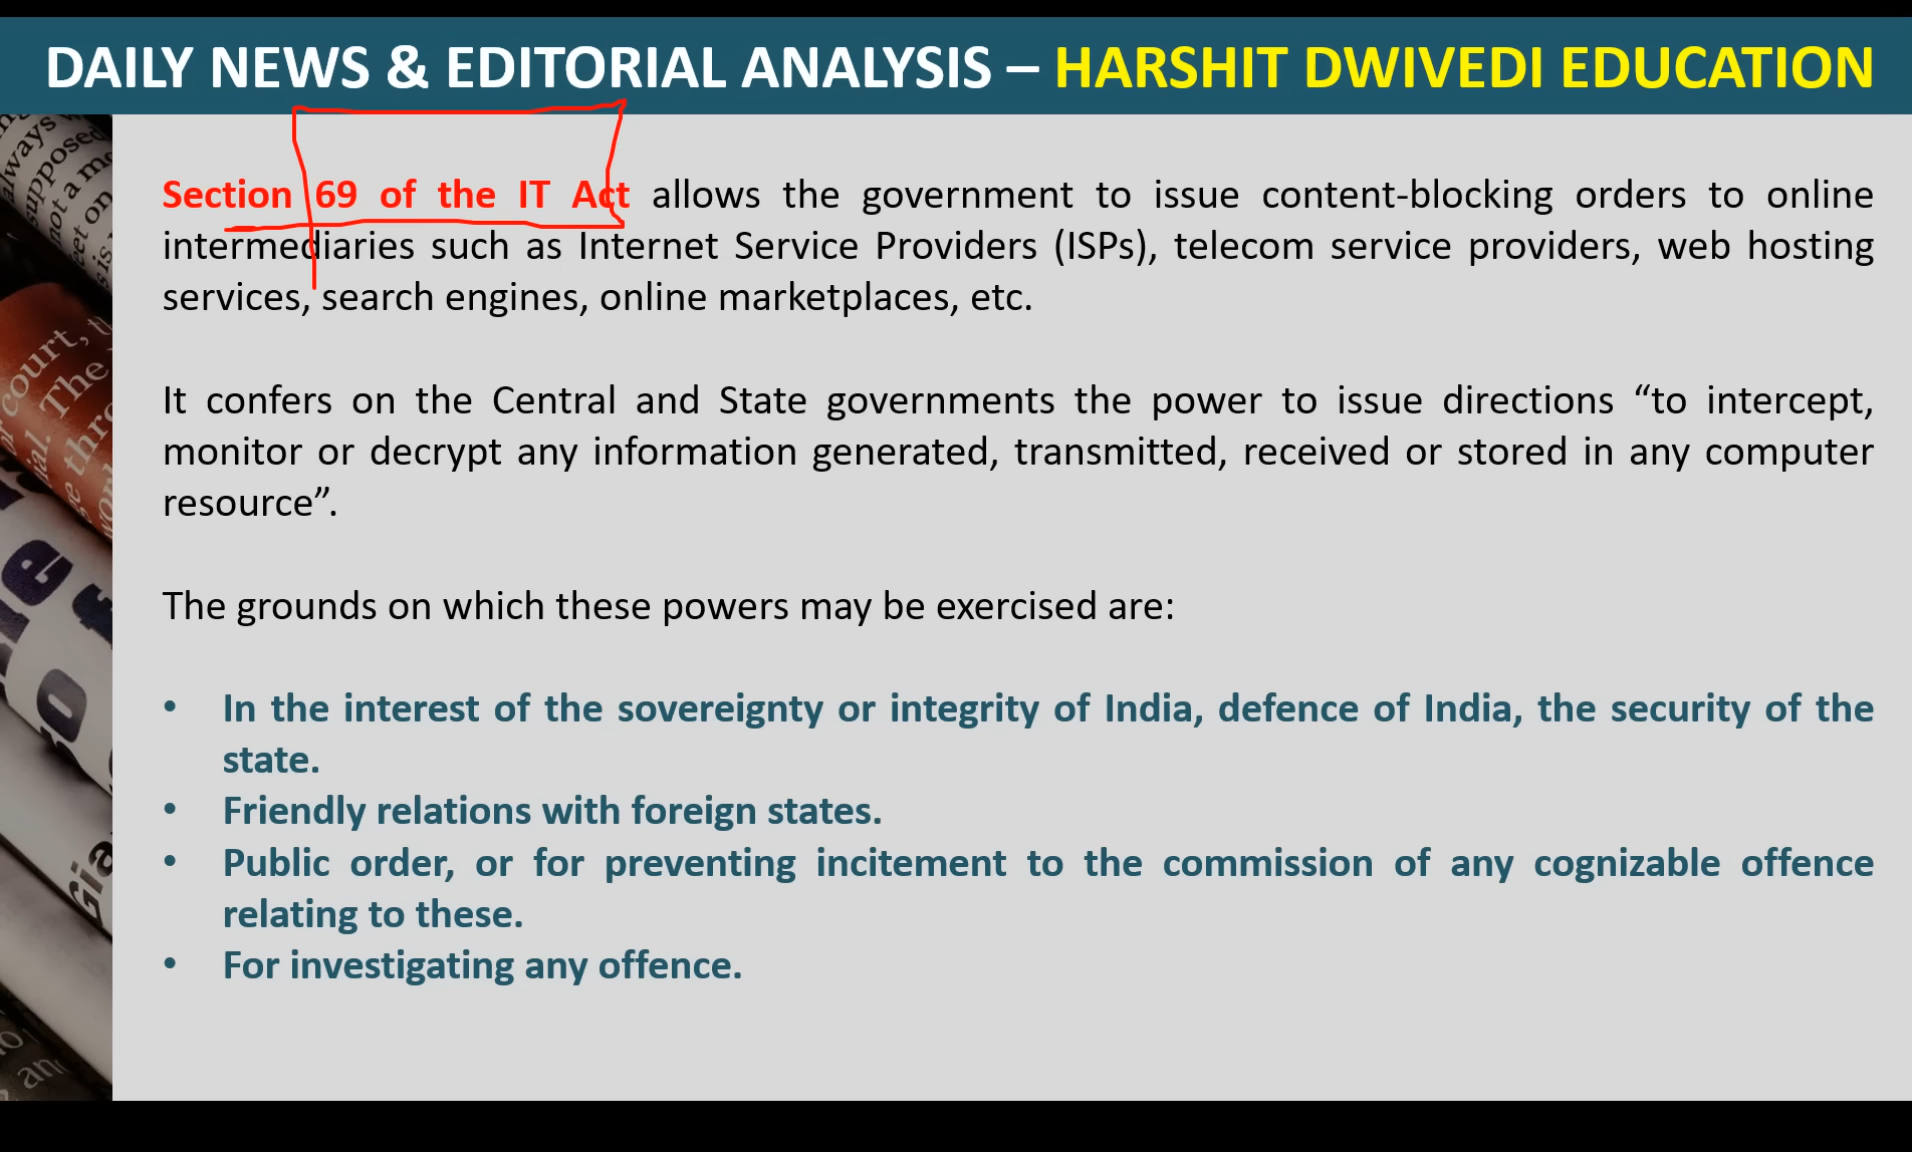 DAILY NEWS & EDITORIAL ANALYSIS – HARSHIT DWIVEDI EDUCATION
Section 69 of the IT Act allows the government to issue content-blocking orders to online
intermediaries such as Internet Service Providers (ISPs), telecom service providers, web hosting
services, search engines, online marketplaces, etc.
It confers on the Central and State governments the power to issue directions “to intercept,
monitor or decrypt any information generated, transmitted, received or stored in any computer
resource”.
The grounds on which these powers may be exercised are:
• In the interest of the sovereignty or integrity of India, defence of India, the security of the
state.
• Friendly relations with foreign states.
• Public order, or for preventing incitement to the commission of any cognizable offence
relating to these.
• For investigating any offence.
always
supposed
not a
court,
The